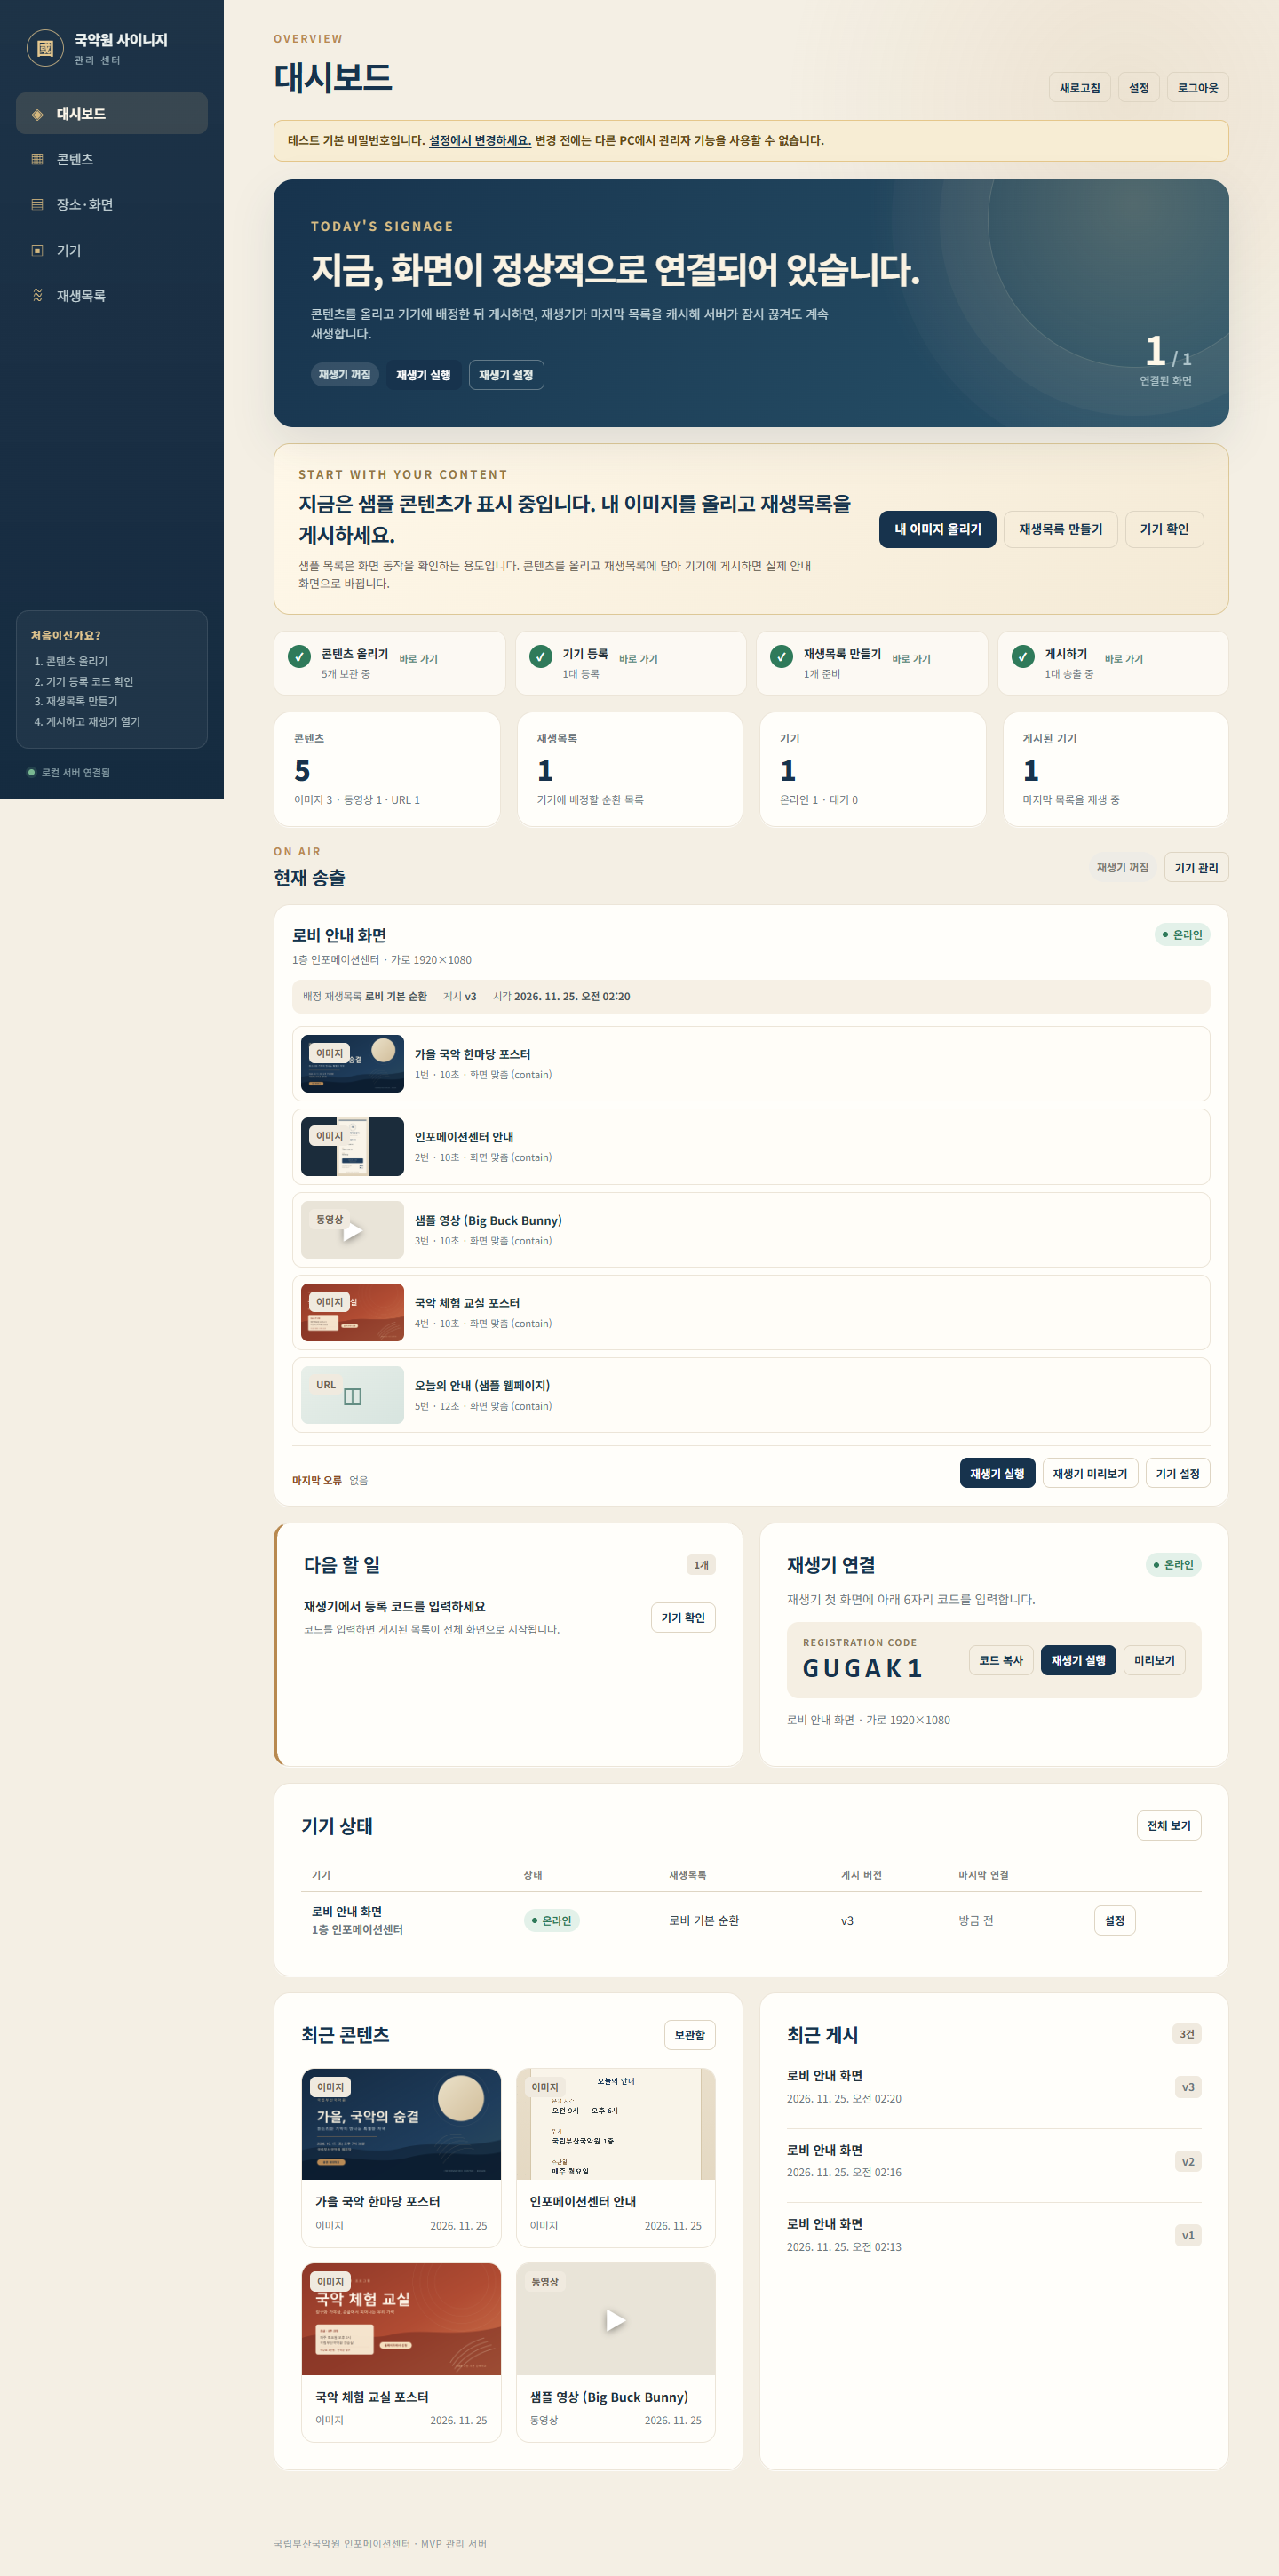 國
국악원 사이니지
관리 센터
대시보드
콘텐츠
장소·화면
기기
재생목록
처음이신가요?
1. 콘텐츠 올리기
2. 기기 등록 코드 확인
3. 재생목록 만들기
4. 게시하고 재생기 열기
로컬 서버 연결됨
OVERVIEW
대시보드
새로고침 설정 로그아웃
테스트 기본 비밀번호입니다. 설정에서 변경하세요. 변경 전에는 다른 PC에서 관리자 기능을 사용할 수 없습니다.
TODAY'S SIGNAGE
지금, 화면이 정상적으로 연결되어 있습니다.
콘텐츠를 올리고 기기에 배정한 뒤 게시하면, 재생기가 마지막 목록을 캐시해 서버가 잠시 끊겨도 계속
재생합니다.
재생기 꺼짐 재생기 실행 재생기 설정
1 / 1
연결된 화면
START WITH YOUR CONTENT
지금은 샘플 콘텐츠가 표시 중입니다. 내 이미지를 올리고 재생목록을
게시하세요.
샘플 목록은 화면 동작을 확인하는 용도입니다. 콘텐츠를 올리고 재생목록에 담아 기기에 게시하면 실제 안내
화면으로 바뀝니다.
내 이미지 올리기 재생목록 만들기 기기 확인
콘텐츠 올리기 바로 가기
5개 보관 중
기기 등록 바로 가기
1대 등록
재생목록 만들기 바로 가기
1개 준비
게시하기 바로 가기
1대 송출 중
콘텐츠
5
이미지 3 · 동영상 1 · URL 1
재생목록
1
기기에 배정할 순환 목록
기기
1
온라인 1 · 대기 0
게시된 기기
1
마지막 목록을 재생 중
ON AIR
현재 송출
재생기 꺼짐 기기 관리
로비 안내 화면
온라인
1층 인포메이션센터 · 가로 1920×1080
배정 재생목록 로비 기본 순환 게시 v3 시각 2026. 11. 25. 오전 02:20
이미지
가을 국악 한마당 포스터
1번 · 10초 · 화면 맞춤 (contain)
이미지
인포메이션센터 안내
2번 · 10초 · 화면 맞춤 (contain)
동영상
샘플 영상 (Big Buck Bunny)
3번 · 10초 · 화면 맞춤 (contain)
이미지
국악 체험 교실 포스터
4번 · 10초 · 화면 맞춤 (contain)
URL
오늘의 안내 (샘플 웹페이지)
5번 · 12초 · 화면 맞춤 (contain)
마지막 오류 없음
재생기 실행 재생기 미리보기 기기 설정
다음 할 일
1개
재생기에서 등록 코드를 입력하세요
코드를 입력하면 게시된 목록이 전체 화면으로 시작됩니다.
기기 확인
재생기 연결
온라인
재생기 첫 화면에 아래 6자리 코드를 입력합니다.
REGISTRATION CODE
GUGAK1
코드 복사 재생기 실행 미리보기
로비 안내 화면 · 가로 1920×1080
기기 상태
전체 보기
기기 상태 재생목록 게시 버전 마지막 연결
로비 안내 화면
1층 인포메이션센터
온라인 로비 기본 순환 v3 방금 전 설정
최근 콘텐츠
보관함
이미지
가을, 국악의 숨결
가을 국악 한마당 포스터
이미지 2026. 11. 25
이미지
오늘의 안내
오전 9시 오후 6시
국립부산국악원 1층
매주 월요일
인포메이션센터 안내
이미지 2026. 11. 25
이미지
국악 체험 교실
국악 체험 교실 포스터
이미지 2026. 11. 25
동영상
샘플 영상 (Big Buck Bunny)
동영상 2026. 11. 25
최근 게시
3건
로비 안내 화면
2026. 11. 25. 오전 02:20
v3
로비 안내 화면
2026. 11. 25. 오전 02:16
v2
로비 안내 화면
2026. 11. 25. 오전 02:13
v1
국립부산국악원 인포메이션센터 · MVP 관리 서버